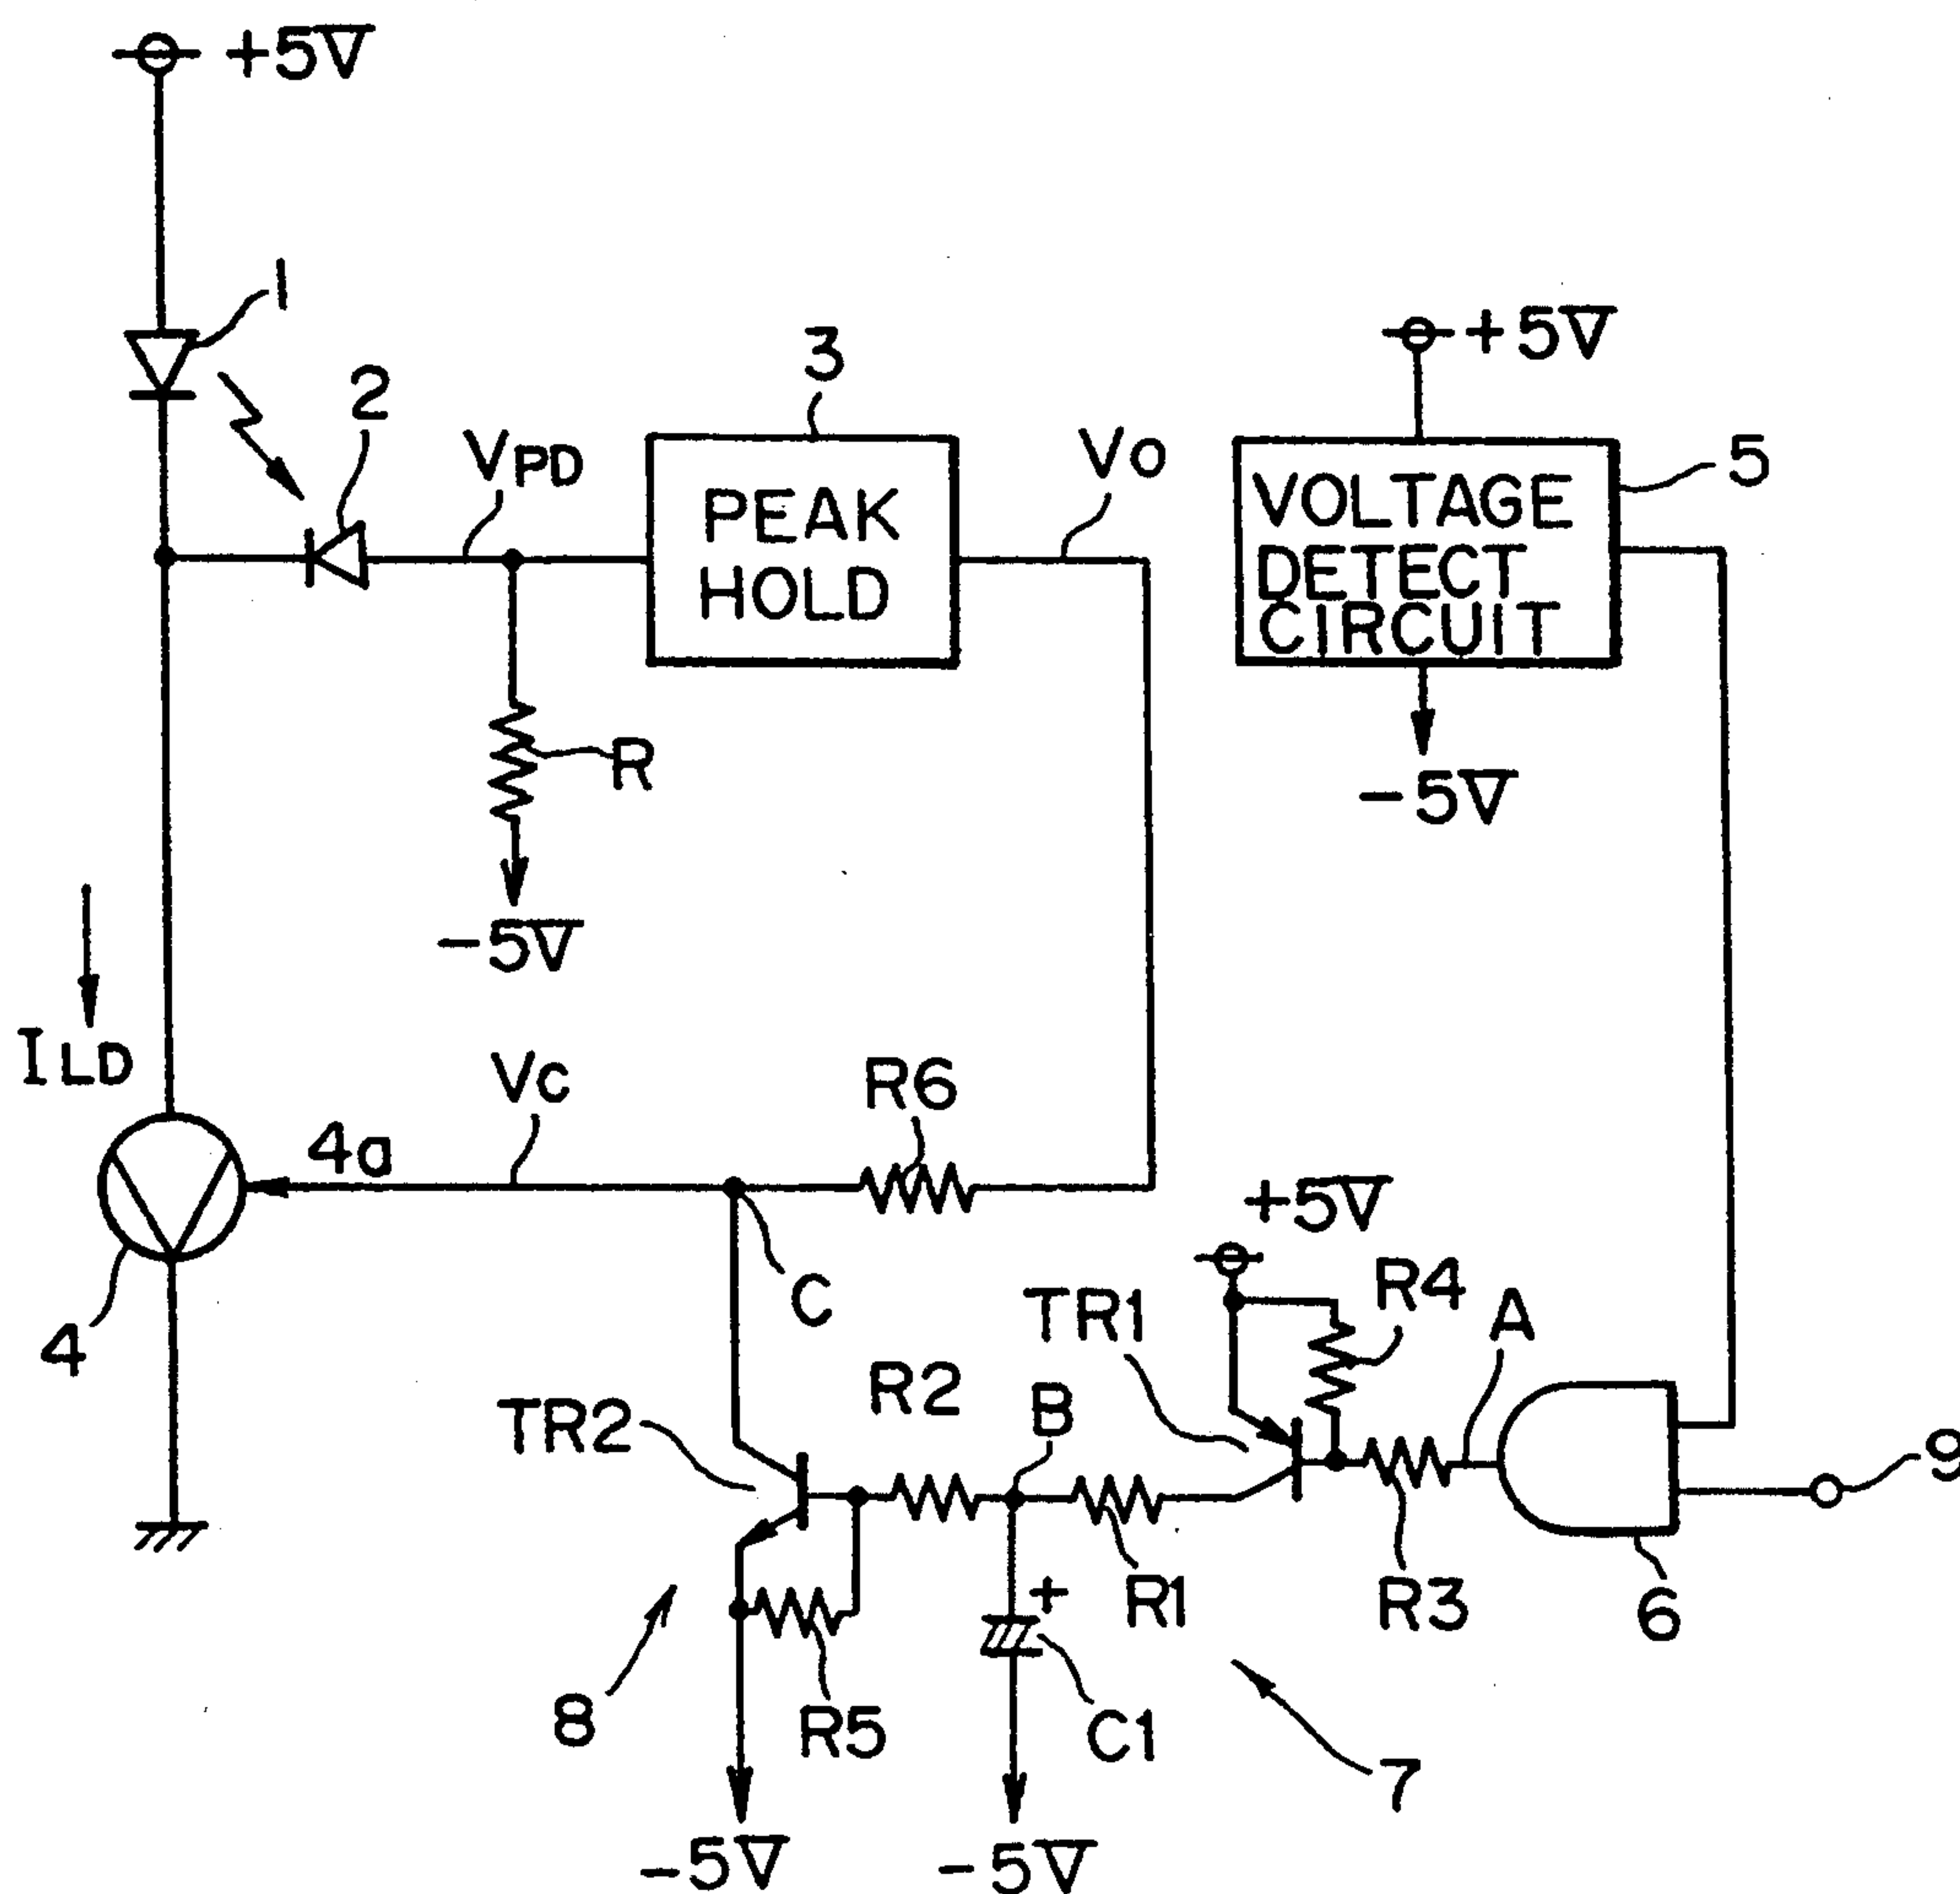 +5V
1
2
VPD
3
PEAK
HOLD
Vo
+5V
VOLTAGE
DETECT
CIRCUIT
5
-5V
R
-5V
ILD
Vc
R6
4a
4
C
+5V
R4
A
TR1
R2
B
TR2
9
8
R5
+
C1
R1
R3
6
7
-5V
-5V